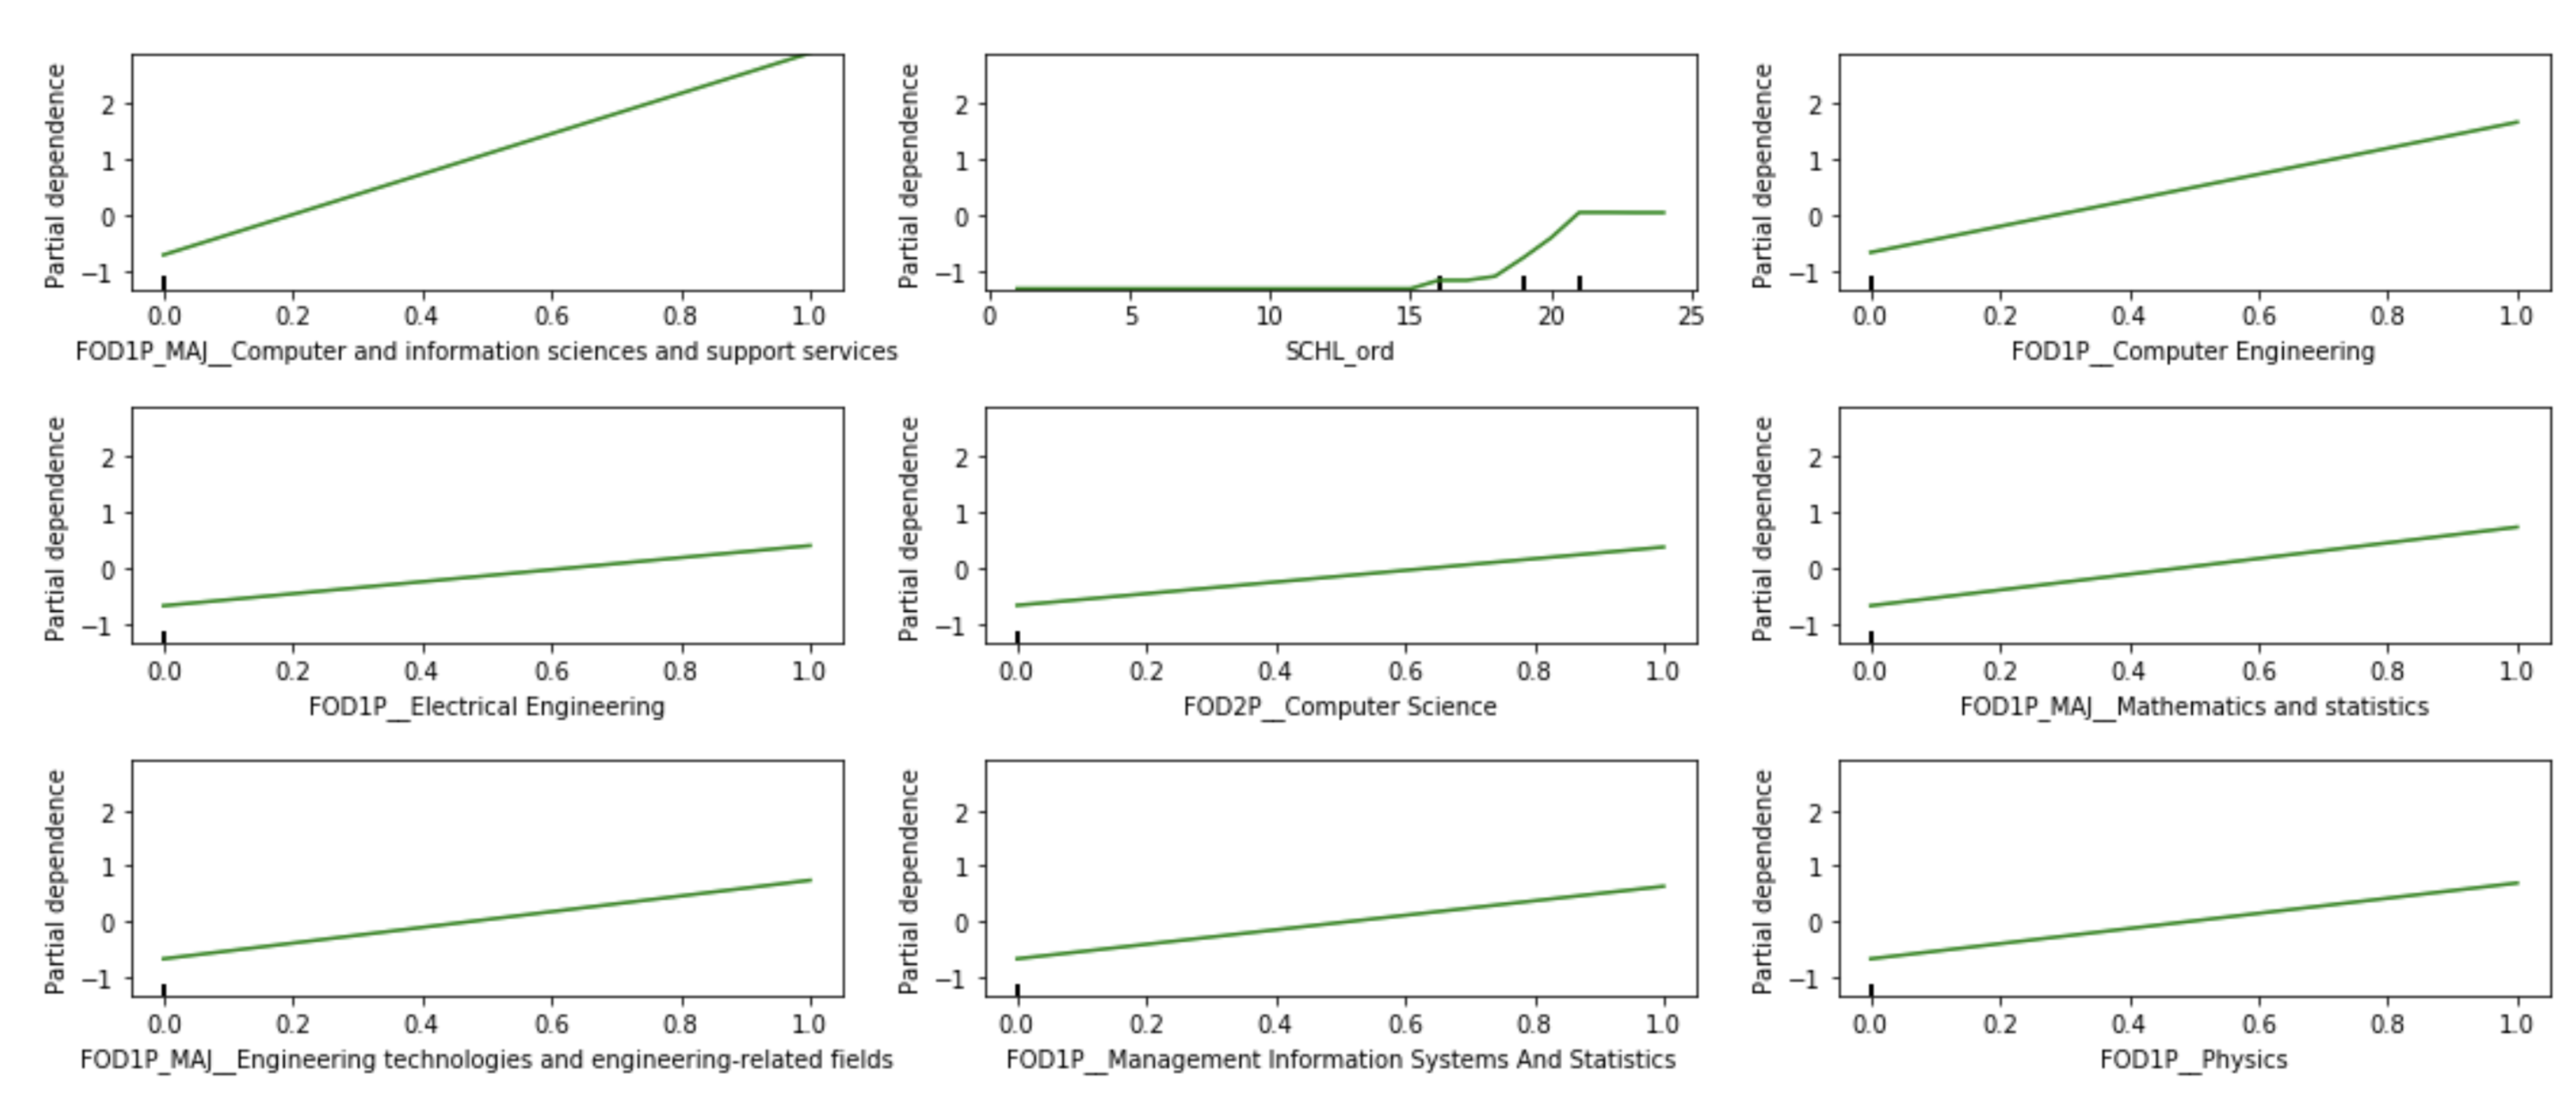 Partial dependence
2
1
0
−1
0.0 0.2 0.4 0.6 0.8 1.0
FOD1P_MAJ__Computer and information sciences and support services
Partial dependence
2
1
0
−1
0 5 10 15 20 25
SCHL_ord
Partial dependence
2
1
0
−1
0.0 0.2 0.4 0.6 0.8 1.0
FOD1P__Computer Engineering
Partial dependence
2
1
0
−1
0.0 0.2 0.4 0.6 0.8 1.0
FOD1P__Electrical Engineering
Partial dependence
2
1
0
−1
0.0 0.2 0.4 0.6 0.8 1.0
FOD2P__Computer Science
Partial dependence
2
1
0
−1
0.0 0.2 0.4 0.6 0.8 1.0
FOD1P_MAJ__Mathematics and statistics
Partial dependence
2
1
0
−1
0.0 0.2 0.4 0.6 0.8 1.0
FOD1P_MAJ__Engineering technologies and engineering-related fields
Partial dependence
2
1
0
−1
0.0 0.2 0.4 0.6 0.8 1.0
FOD1P__Management Information Systems And Statistics
Partial dependence
2
1
0
−1
0.0 0.2 0.4 0.6 0.8 1.0
FOD1P__Physics